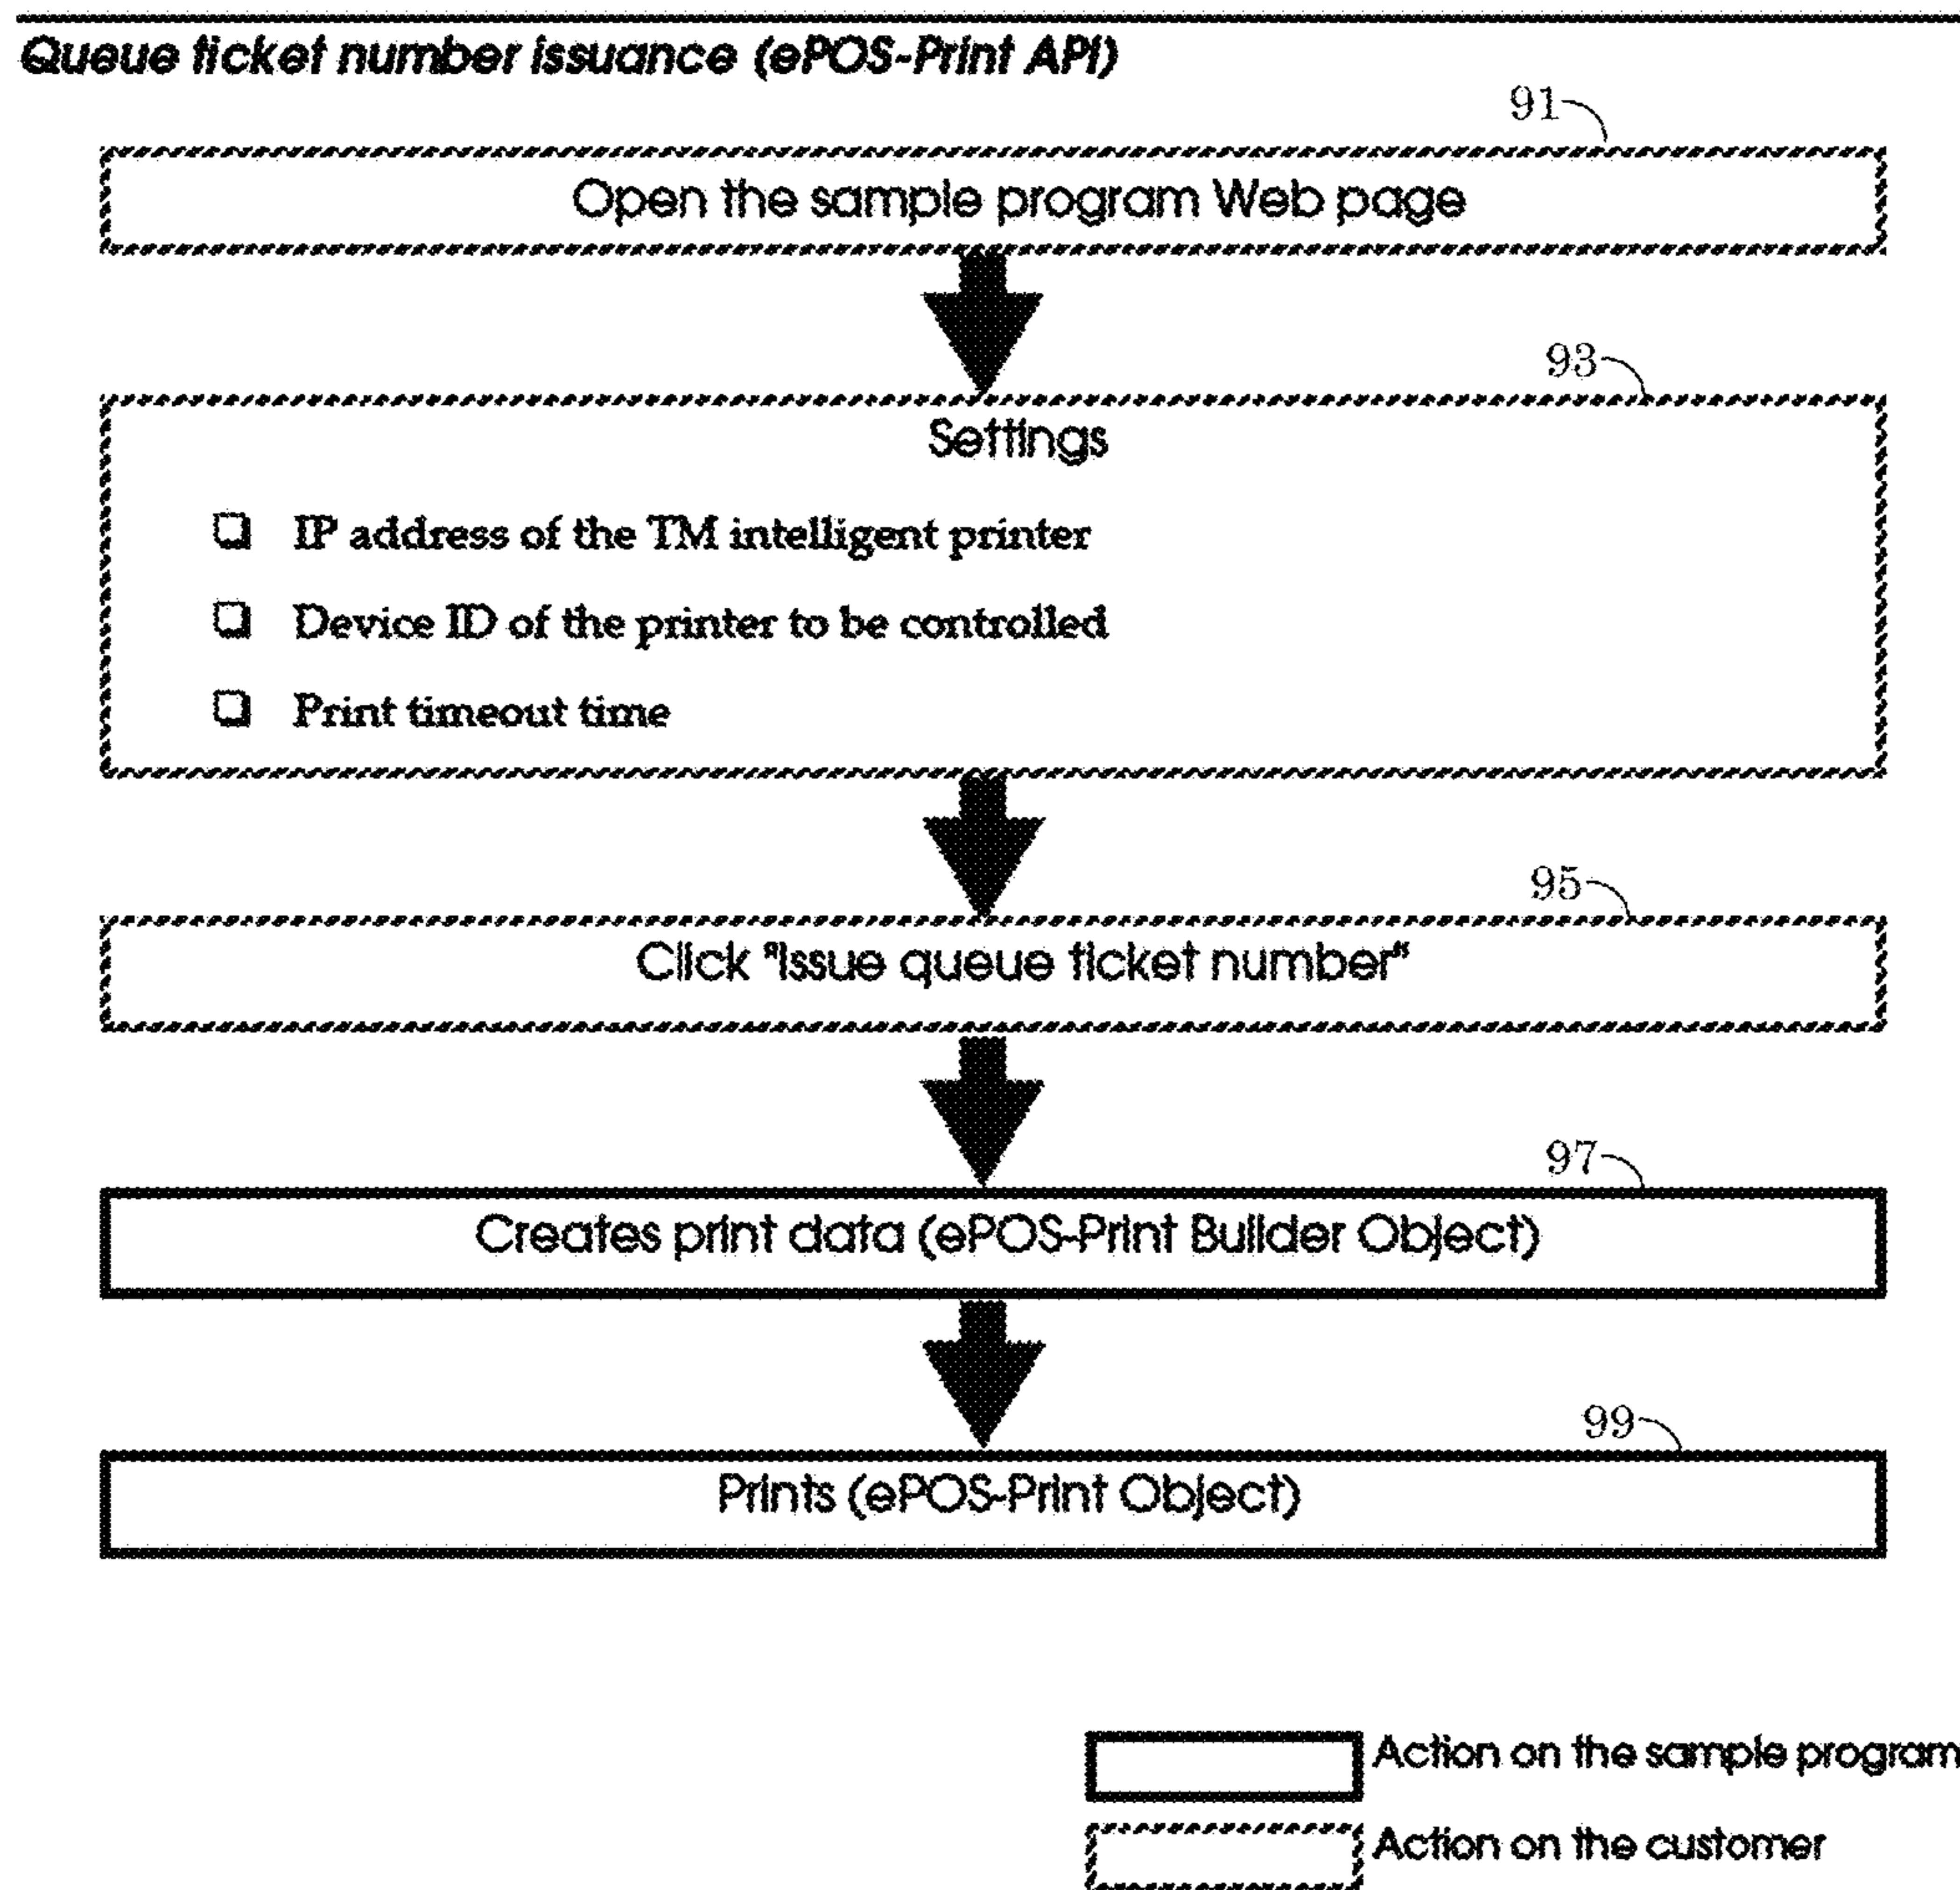 Queue ticket number issuance (ePOS-Print API)
91
Open the sample program Web page
93
Settings
❏ IP address of the TM intelligent printer
❏ Device ID of the printer to be controlled
❏ Print timeout time
95
Click "Issue queue ticket number"
97
Creates print data (ePOS-Print Builder Object)
99
Prints (ePOS-Print Object)
Action on the sample program
Action on the customer